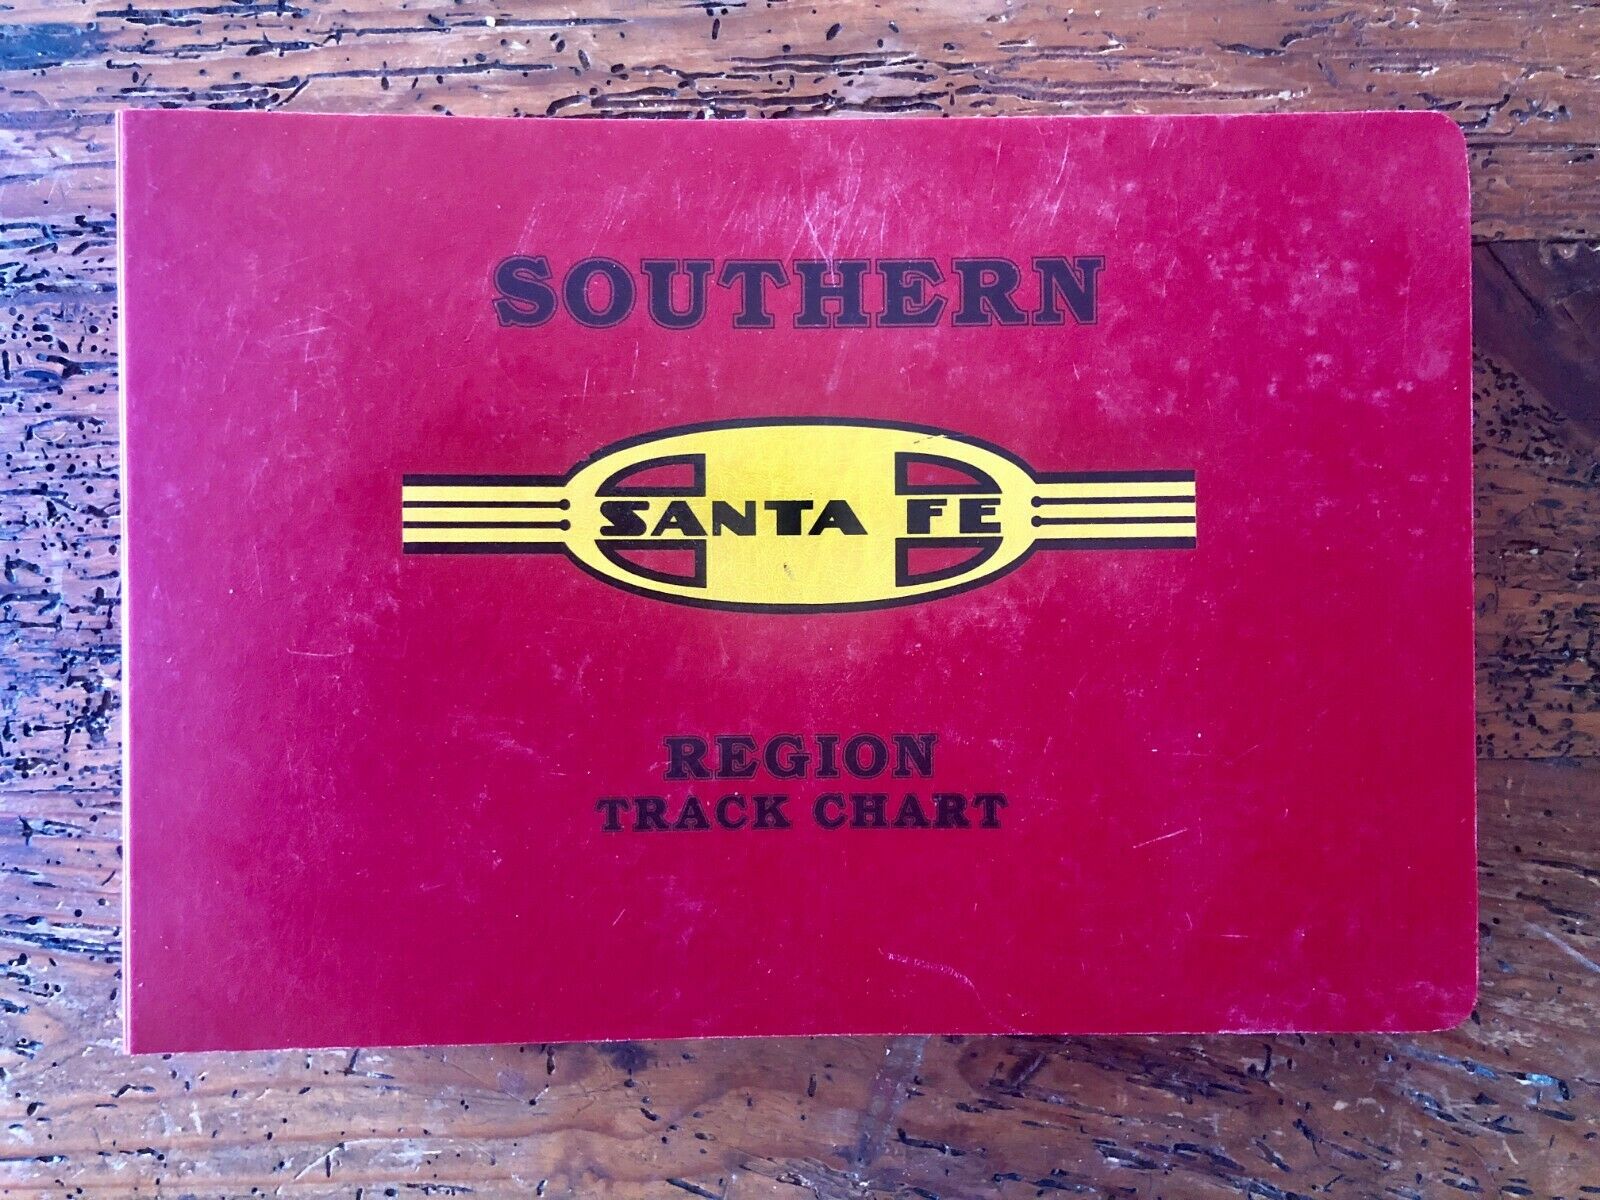 SOUTHERN
SANTA FE
REGION
TRACK CHART